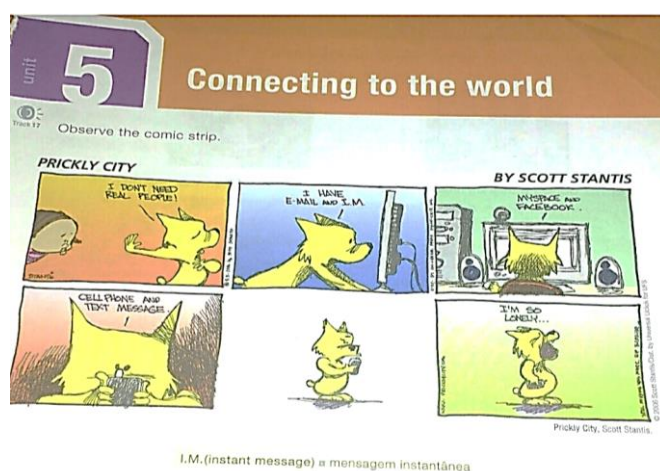 unit
5
Connecting to the world
Track 17
Observe the comic strip.
PRICKLY CITY
BY SCOTT STANTIS
I DON'T NEED
REAL PEOPLE!
I HAVE
E-MAIL AND I.M.
MYSPACE AND
FACEBOOK.
CELL PHONE AND
TEXT MESSAGE
I'M SO
LONELY...
Prickly City, Scott Stantis.
I.M.(instant message) a mensagem instantânea